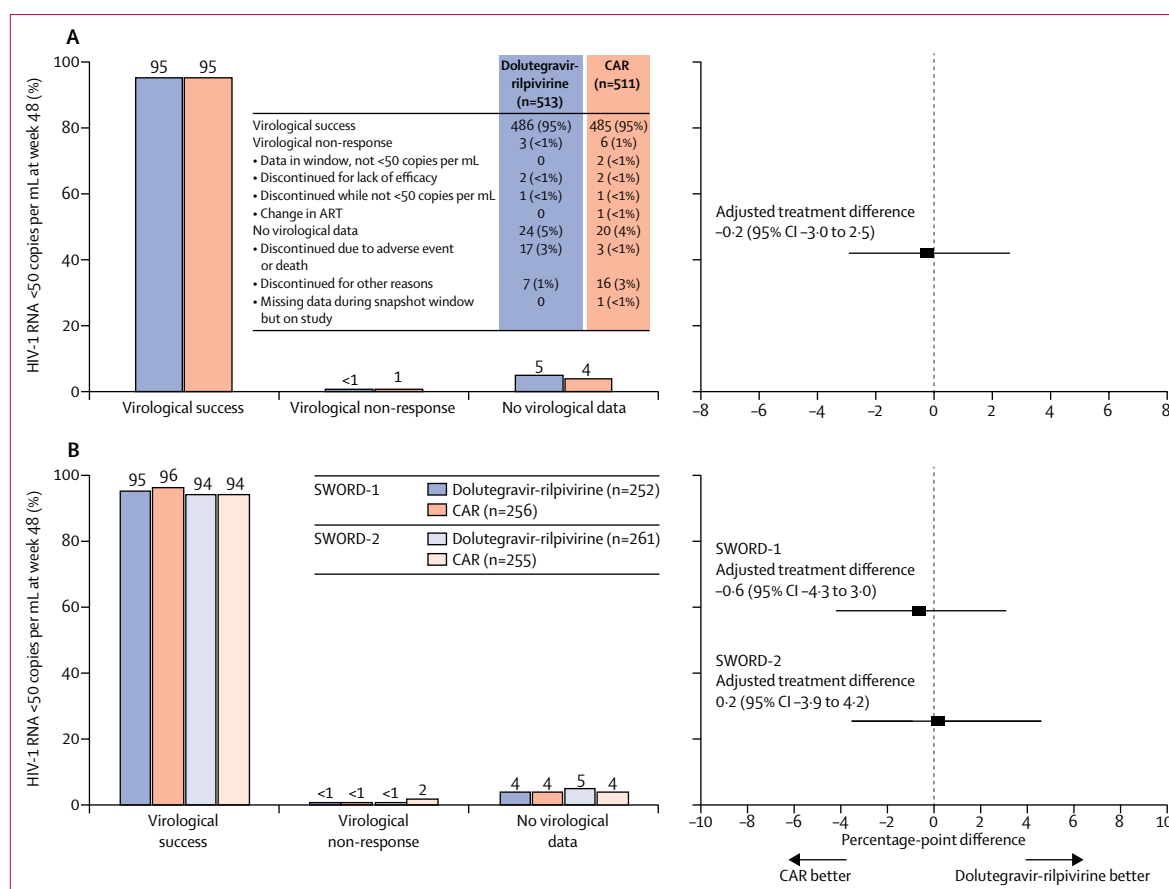 A
HIV-1 RNA <50 copies per mL at week 48 (%)
100
80
60
40
20
0
95
95
<1
1
5
4
Virological success
Virological non-response
No virological data
Dolutegravir-
rilpivirine
(n=513)
CAR
(n=511)
Virological success 486 (95%) 485 (95%)
Virological non-response 3 (<1%) 6 (1%)
• Data in window, not <50 copies per mL 0 2 (<1%)
• Discontinued for lack of efficacy 2 (<1%) 2 (<1%)
• Discontinued while not <50 copies per mL 1 (<1%) 1 (<1%)
• Change in ART 0 1 (<1%)
No virological data 24 (5%) 20 (4%)
• Discontinued due to adverse event 17 (3%) 3 (<1%)
or death
• Discontinued for other reasons 7 (1%) 16 (3%)
• Missing data during snapshot window 0 1 (<1%)
but on study
Adjusted treatment difference
–0·2 (95% CI –3·0 to 2·5)
–8 –6 –4 –2 0 2 4 6 8
B
HIV-1 RNA <50 copies per mL at week 48 (%)
100
80
60
40
20
0
95
96
94
94
<1
<1
<1
2
4
4
5
4
Virological
success
Virological
non-response
No virological
data
SWORD-1 Dolutegravir-rilpivirine (n=252)
CAR (n=256)
SWORD-2 Dolutegravir-rilpivirine (n=261)
CAR (n=255)
SWORD-1
Adjusted treatment difference
–0·6 (95% CI –4·3 to 3·0)
SWORD-2
Adjusted treatment difference
0·2 (95% CI –3·9 to 4·2)
–10 –8 –6 –4 –2 0 2 4 6 8 10
Percentage-point difference
CAR better
Dolutegravir-rilpivirine better